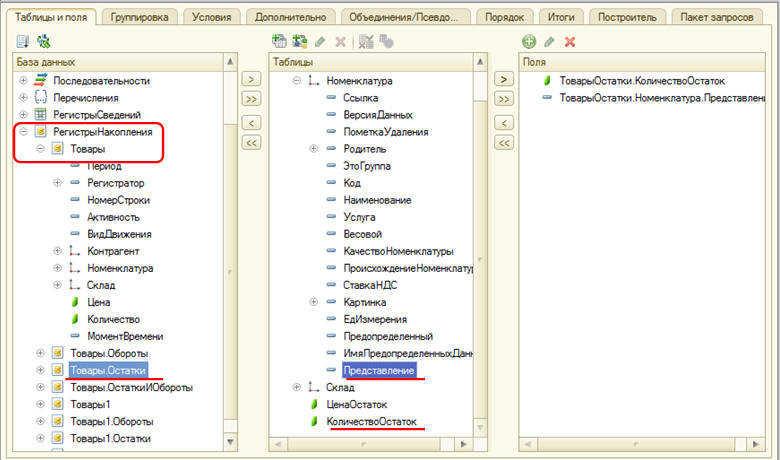 Таблицы и поля
Группировка
Условия
Дополнительно
Объединения/Псевдо...
Порядок
Итоги
Построитель
Пакет запросов
База данных
Последовательности
Перечисления
РегистрыСведений
РегистрыНакопления
Товары
Период
Регистратор
НомерСтроки
Активность
ВидДвижения
Контрагент
Номенклатура
Склад
Цена
Количество
МоментВремени
Товары.Обороты
Товары.Остатки
Товары.ОстаткиИОбороты
Товары1
Товары1.Обороты
Товары1.Остатки
>
>>
<
<<
Таблицы
Номенклатура
Ссылка
ВерсияДанных
ПометкаУдаления
Родитель
ЭтоГруппа
Код
Наименование
Услуга
Весовой
КачествоНоменклатуры
ПроисхождениеНоменклатур
СтавкаНДС
Картинка
ЕдИзмерения
Предопределенный
ИмяПредопределенныхДанн
Представление
Склад
ЦенаОстаток
КоличествоОстаток
>
>>
<
<<
Поля
ТоварыОстатки.КоличествоОстаток
ТоварыОстатки.Номенклатура.Представлен